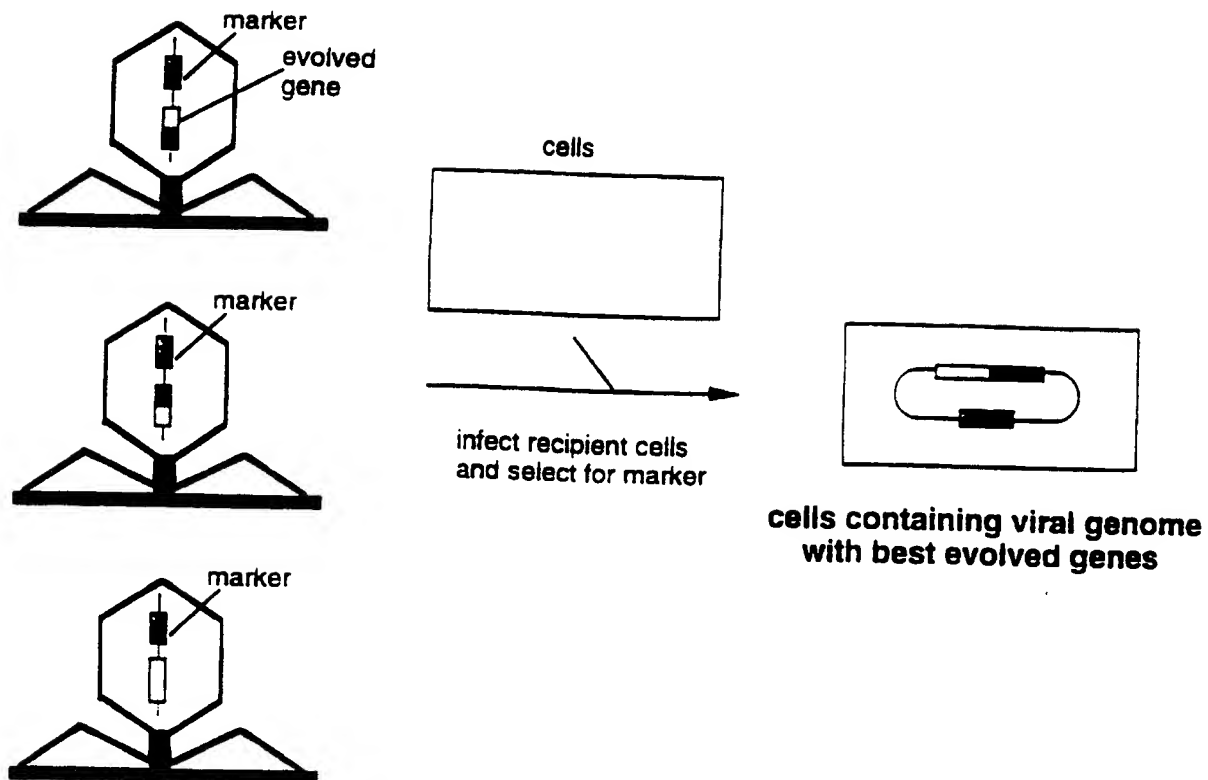 marker
evolved
gene
cells
marker
infect recipient cells
and select for marker
cells containing viral genome
with best evolved genes
marker